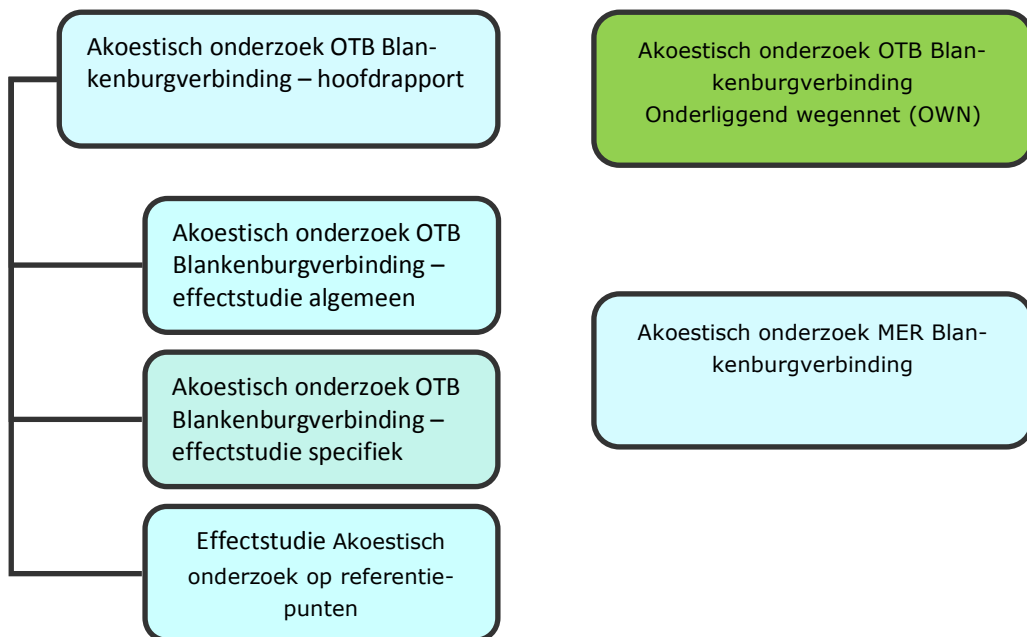 Akoestisch onderzoek OTB Blan-
kenburgverbinding – hoofdrapport
Akoestisch onderzoek OTB
Blankenburgverbinding –
effectstudie algemeen
Akoestisch onderzoek OTB
Blankenburgverbinding –
effectstudie specifiek
Effectstudie Akoestisch
onderzoek op referentie-
punten
Akoestisch onderzoek OTB Blan-
kenburgverbinding
Onderliggend wegennet (OWN)
Akoestisch onderzoek MER Blan-
kenburgverbinding